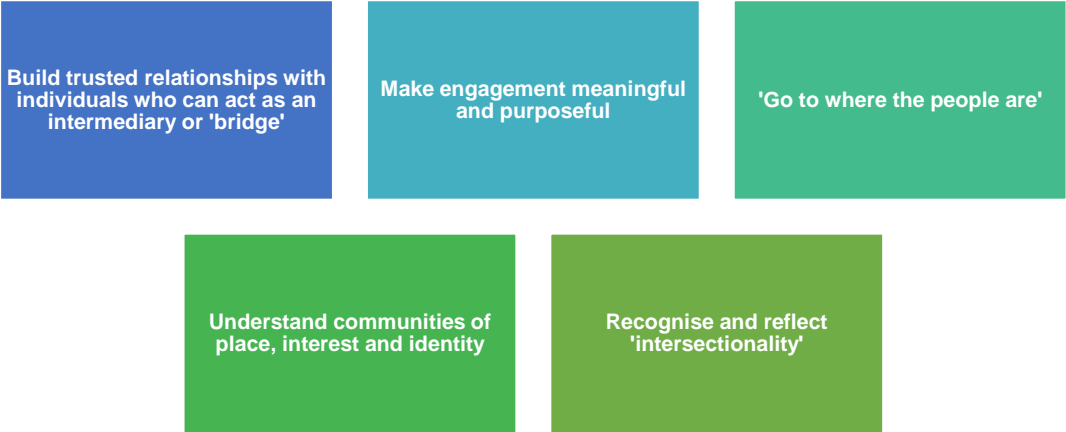 Build trusted relationships with
individuals who can act as an
intermediary or 'bridge'
Make engagement meaningful
and purposeful
'Go to where the people are'
Understand communities of
place, interest and identity
Recognise and reflect
'intersectionality'